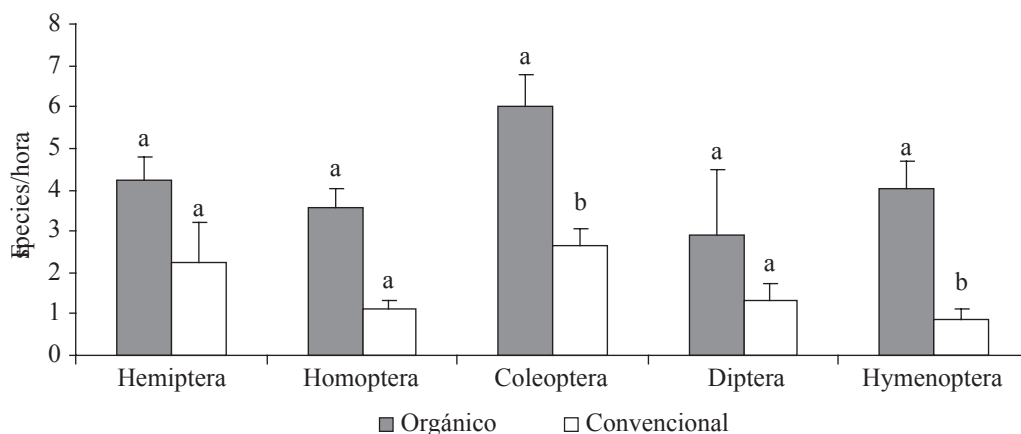 8
7
6
5
4
3
2
1
0
species/hora
a
a
a
a
a
b
a
a
a
b
Hemiptera
Homoptera
Coleoptera
Diptera
Hymenoptera
Orgánico
Convencional